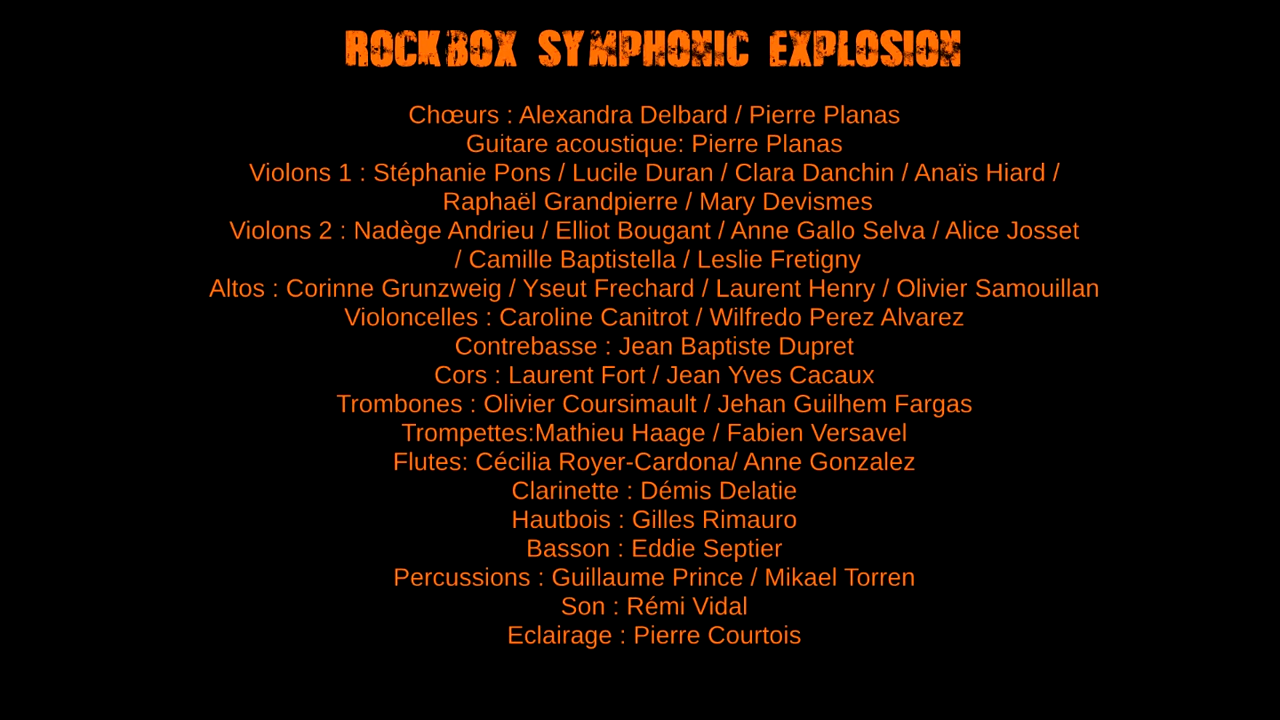 ROCKBOX SYMPHONIC EXPLOSION
Chœurs : Alexandra Delbard / Pierre Planas
Guitare acoustique: Pierre Planas
Violons 1 : Stéphanie Pons / Lucile Duran / Clara Danchin / Anaïs Hiard /
Raphaël Grandpierre / Mary Devismes
Violons 2 : Nadège Andrieu / Elliot Bougant / Anne Gallo Selva / Alice Josset
/ Camille Baptistella / Leslie Fretigny
Altos : Corinne Grunzweig / Yseut Frechard / Laurent Henry / Olivier Samouillan
Violoncelles : Caroline Canitrot / Wilfredo Perez Alvarez
Contrebasse : Jean Baptiste Dupret
Cors : Laurent Fort / Jean Yves Cacaux
Trombones : Olivier Coursimault / Jehan Guilhem Fargas
Trompettes:Mathieu Haage / Fabien Versavel
Flutes: Cécilia Royer-Cardona/ Anne Gonzalez
Clarinette : Démis Delatie
Hautbois : Gilles Rimauro
Basson : Eddie Septier
Percussions : Guillaume Prince / Mikael Torren
Son : Rémi Vidal
Eclairage : Pierre Courtois